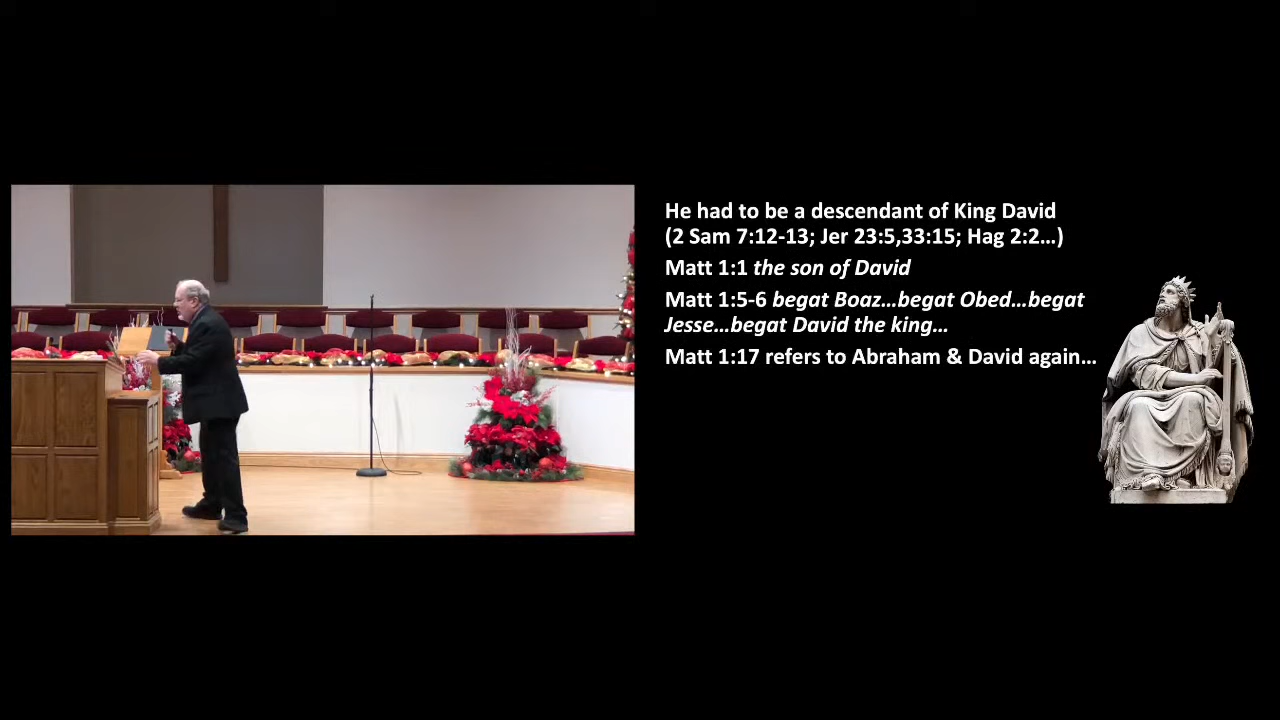 He had to be a descendant of King David
(2 Sam 7:12-13; Jer 23:5,33:15; Hag 2:2…)
Matt 1:1 the son of David
Matt 1:5-6 begat Boaz…begat Obed…begat
Jesse…begat David the king…
Matt 1:17 refers to Abraham & David again…